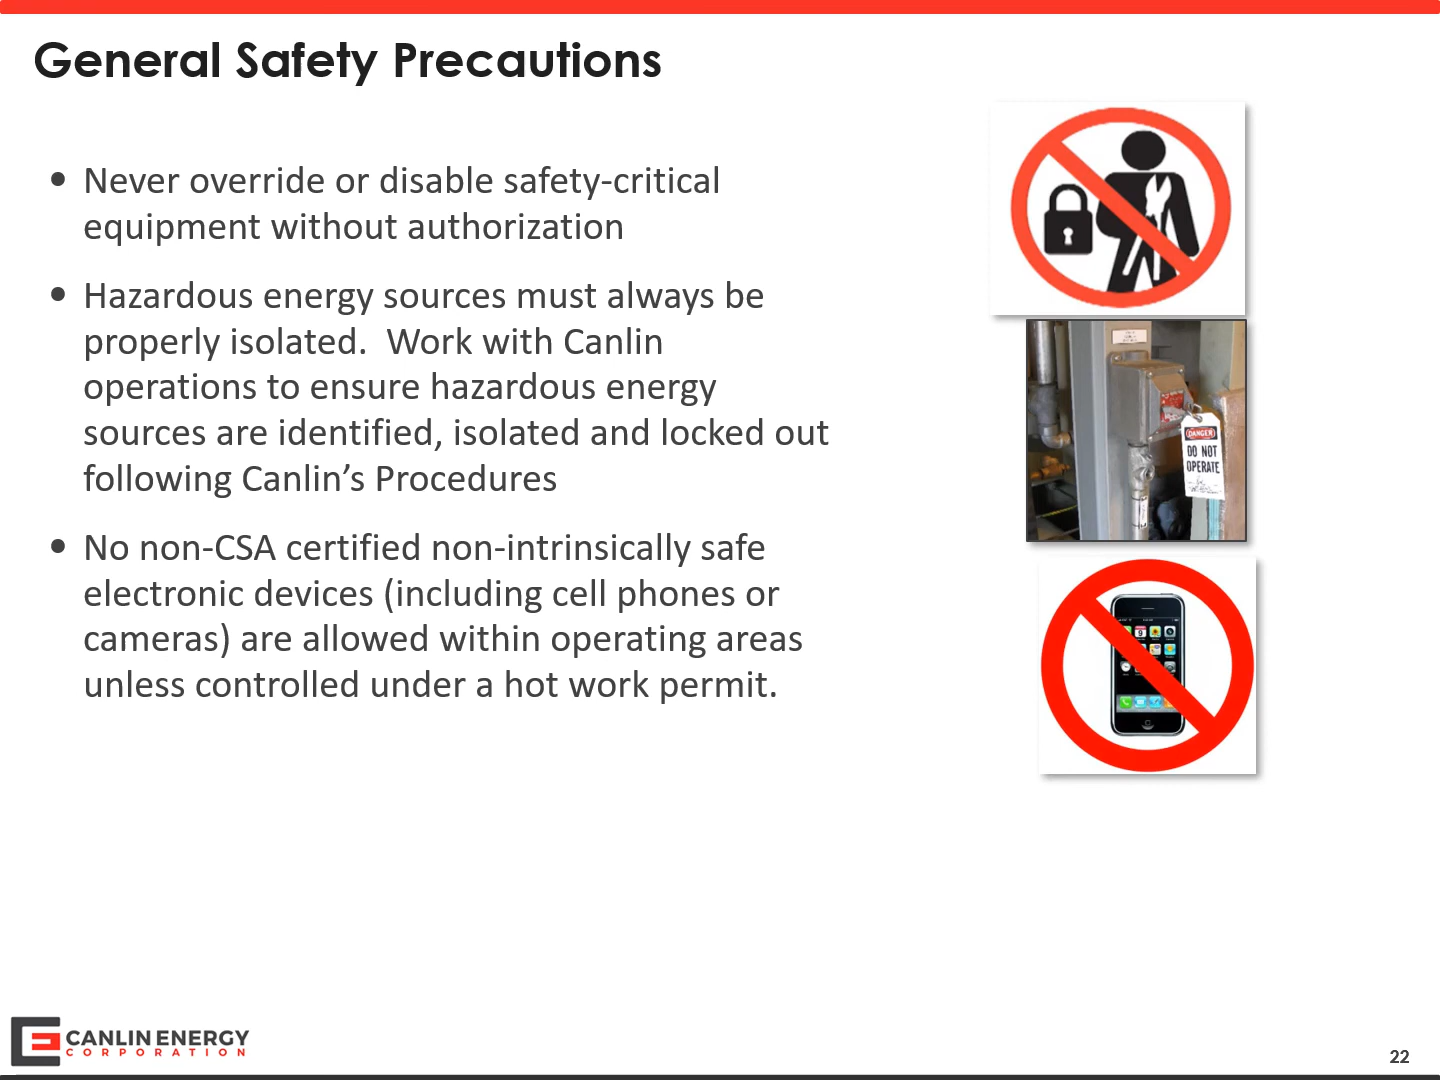 General Safety Precautions
• Never override or disable safety-critical
equipment without authorization
• Hazardous energy sources must always be
properly isolated.  Work with Canlin
operations to ensure hazardous energy
sources are identified, isolated and locked out
following Canlin’s Procedures
• No non-CSA certified non-intrinsically safe
electronic devices (including cell phones or
cameras) are allowed within operating areas
unless controlled under a hot work permit.
DANGER
DO NOT
OPERATE
9
CANLIN ENERGY
CORPORATION
22